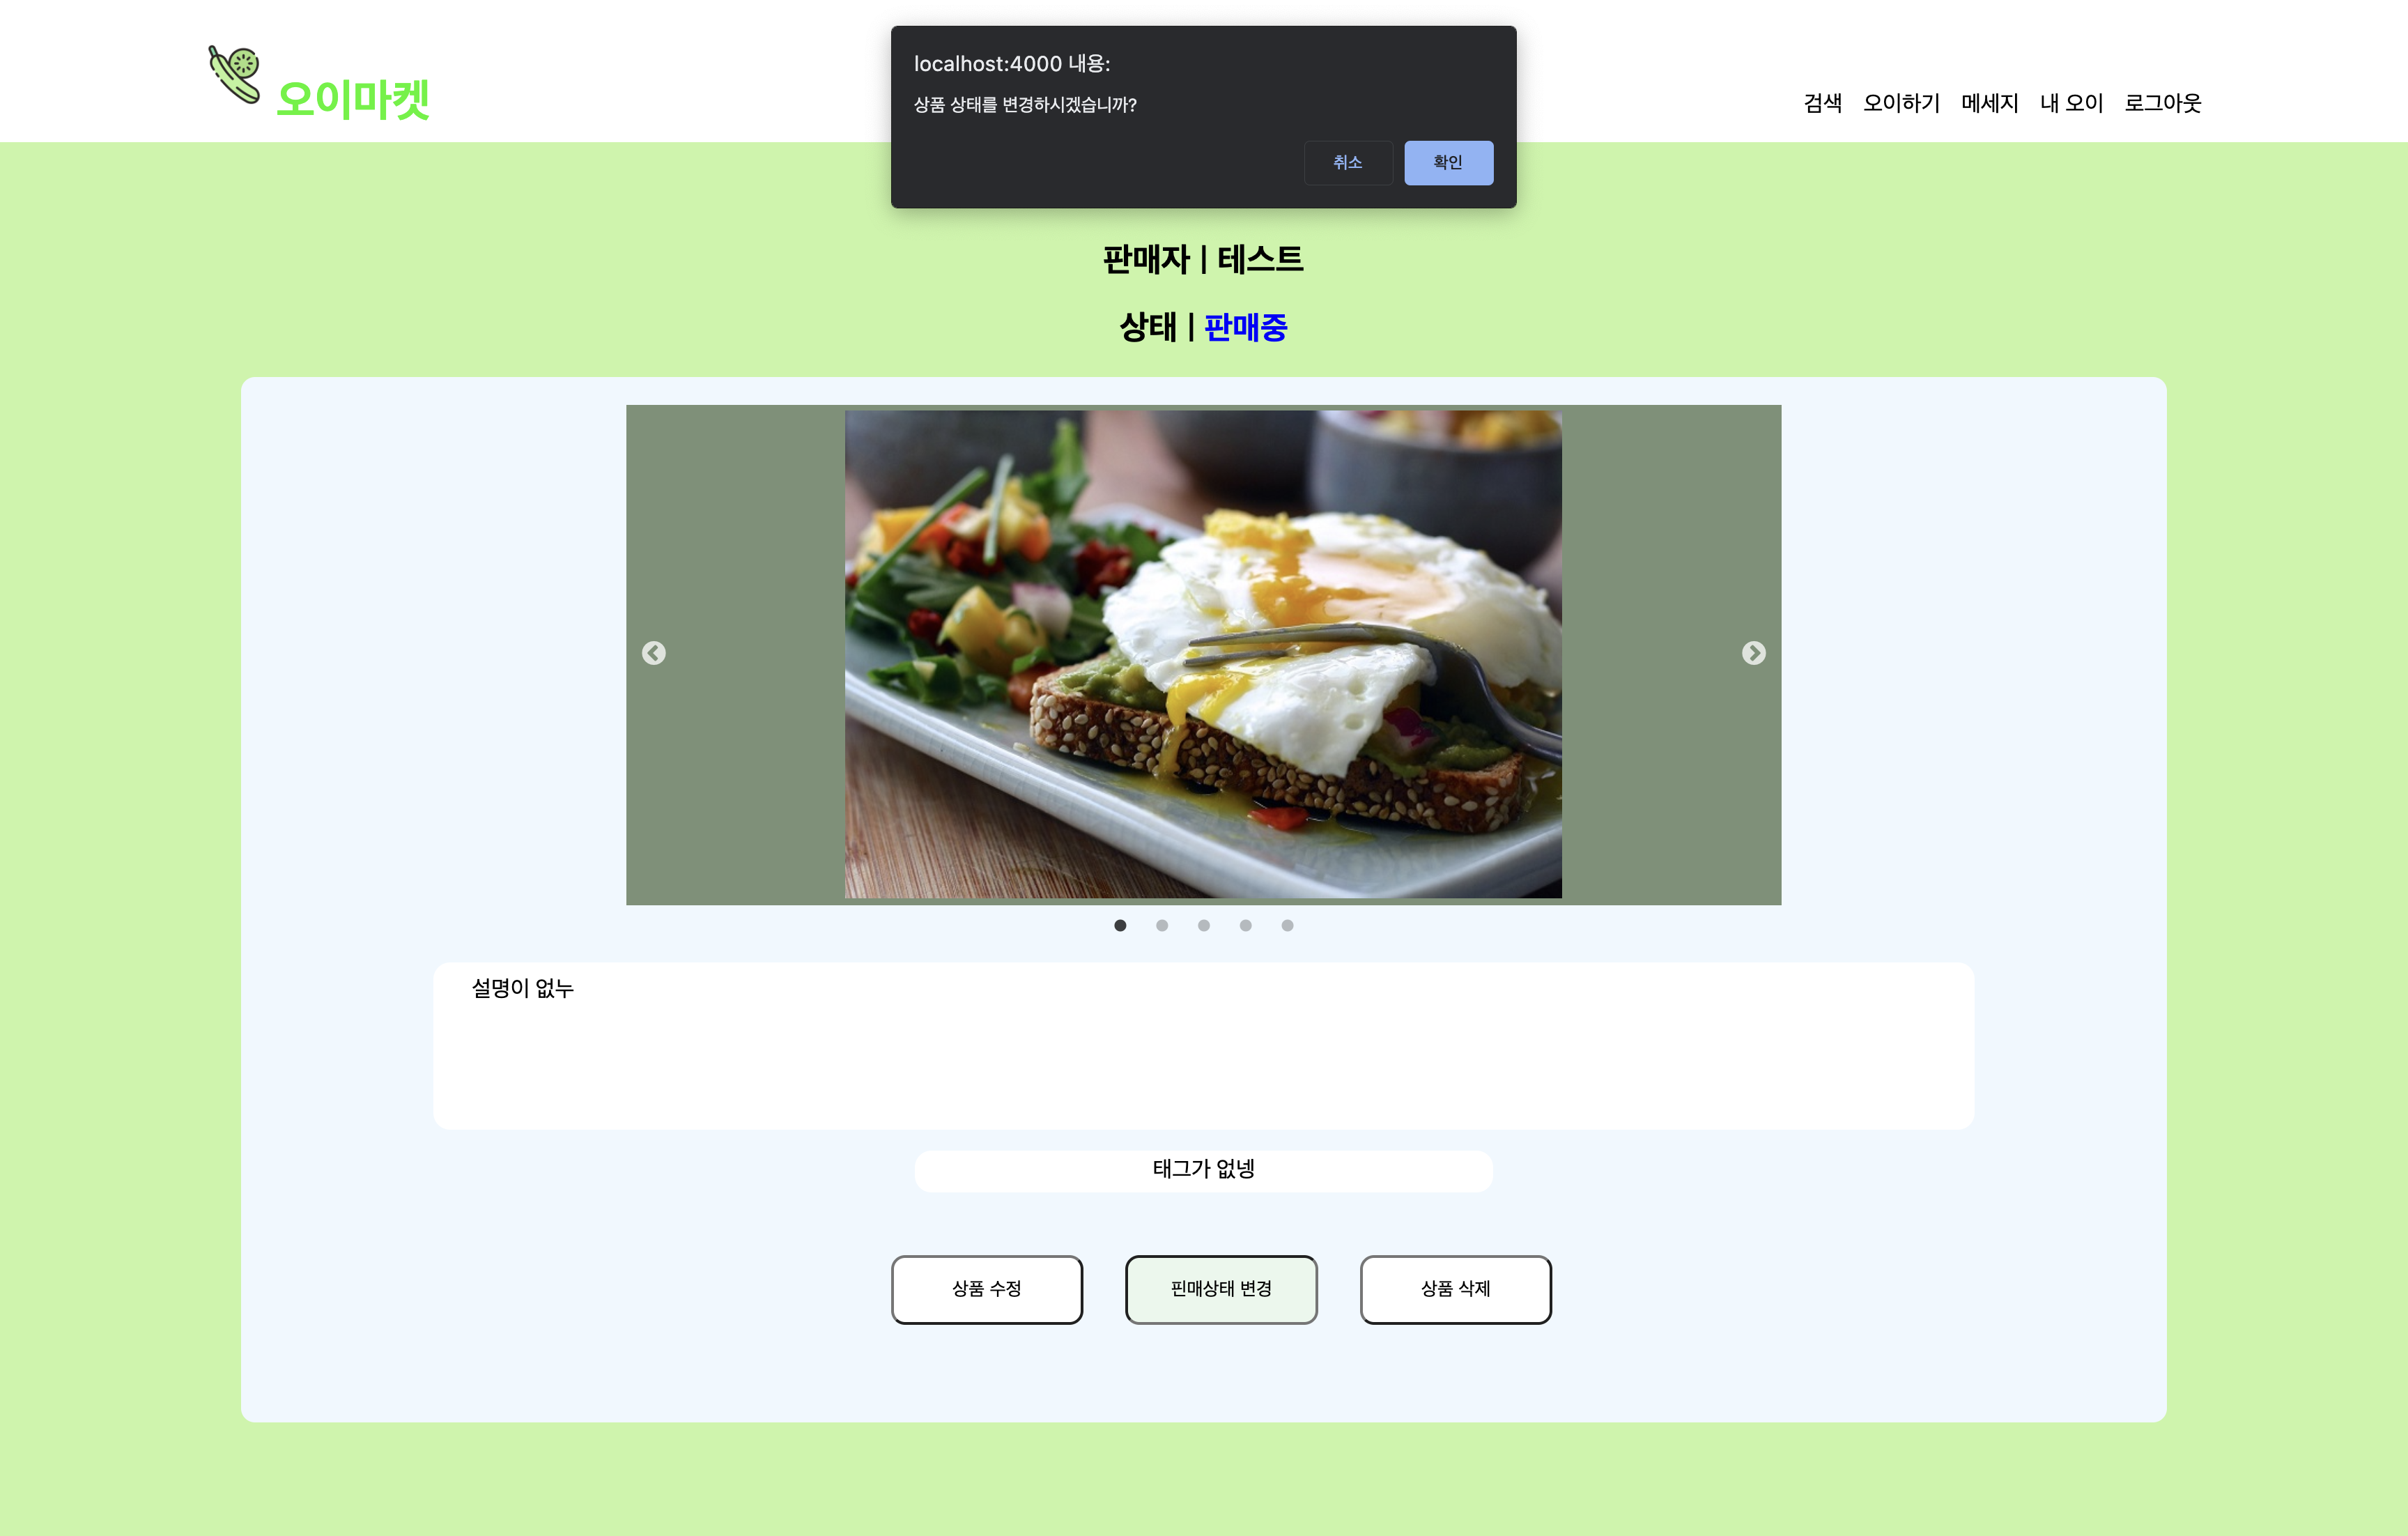 localhost:4000 내용:
상품 상태를 변경하시겠습니까?
취소 확인
오이마켓
검색 오이하기 메세지 내 오이 로그아웃
판매자 | 테스트
상태 | 판매중
설명이 없누
태그가 없넹
상품 수정 핀매상태 변경 상품 삭제